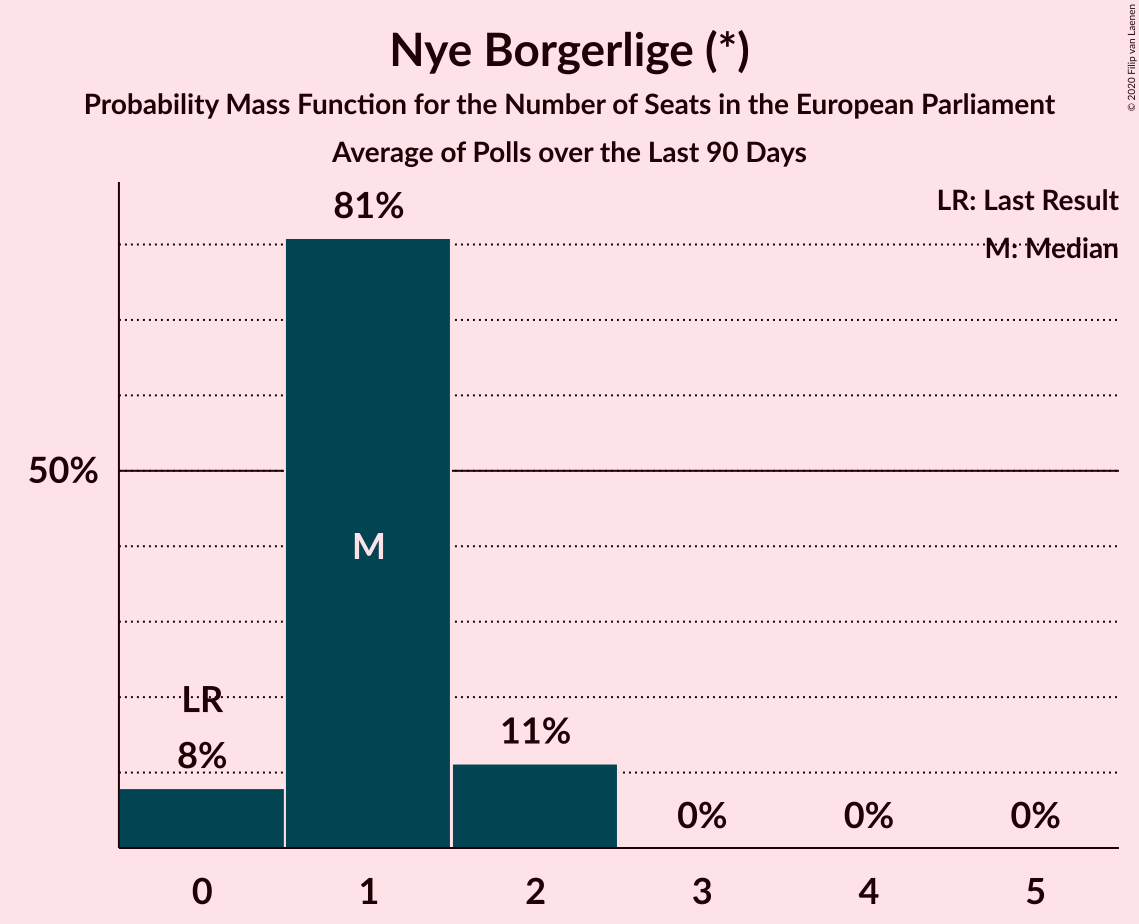 Nye Borgerlige (*)
Probability Mass Function for the Number of Seats in the European Parliament
Average of Polls over the Last 90 Days
© 2020 Filip van Laenen
LR: Last Result
M: Median
81%
50%
M
LR
8%
11%
0%
0%
0%
0
1
2
3
4
5